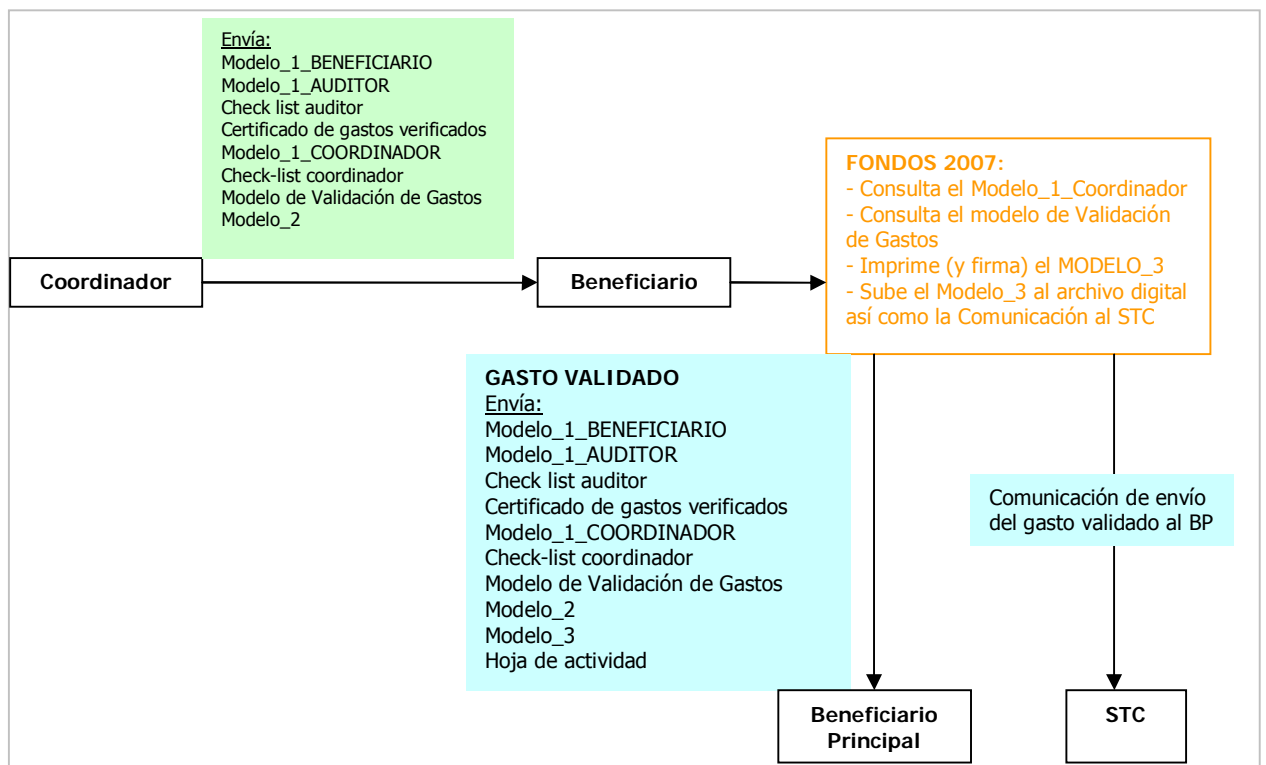 Envía:
Modelo_1_BENEFICIARIO
Modelo_1_AUDITOR
Check list auditor
Certificado de gastos verificados
Modelo_1_COORDINADOR
Check-list coordinador
Modelo de Validación de Gastos
Modelo_2
Coordinador
Beneficiario
FONDOS 2007:
- Consulta el Modelo_1_Coordinador
- Consulta el modelo de Validación
de Gastos
- Imprime (y firma) el MODELO_3
- Sube el Modelo_3 al archivo digital
así como la Comunicación al STC
GASTO VALIDADO
Envía:
Modelo_1_BENEFICIARIO
Modelo_1_AUDITOR
Check list auditor
Certificado de gastos verificados
Modelo_1_COORDINADOR
Check-list coordinador
Modelo de Validación de Gastos
Modelo_2
Modelo_3
Hoja de actividad
Comunicación de envío
del gasto validado al BP
Beneficiario
Principal
STC